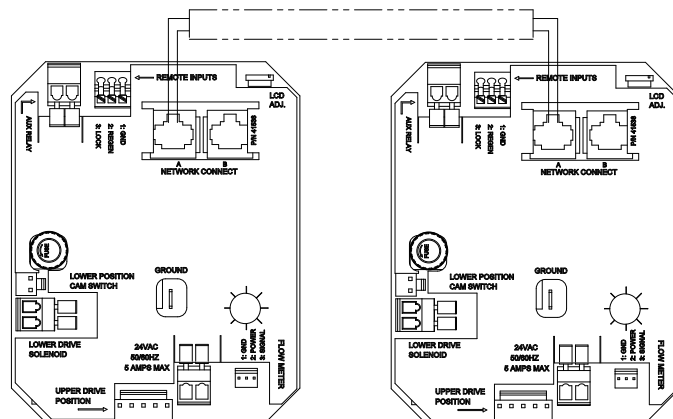 REMOTE INPUTS
LCD
ADJ.
AUX RELAY
3: LOCK
2: REGEN
1: GND
P/N 41538
A
B
NETWORK CONNECT
FUSE
LOWER POSITION
CAM SWITCH
GROUND
LOWER DRIVE
SOLENOID
24VAC
50/60HZ
5 AMPS MAX
1: GND
2: POWER
3: SIGNAL
FLOW METER
UPPER DRIVE
POSITION
REMOTE INPUTS
LCD
ADJ.
AUX RELAY
3: LOCK
2: REGEN
1: GND
P/N 41538
A
B
NETWORK CONNECT
FUSE
LOWER POSITION
CAM SWITCH
GROUND
LOWER DRIVE
SOLENOID
24VAC
50/60HZ
5 AMPS MAX
1: GND
2: POWER
3: SIGNAL
FLOW METER
UPPER DRIVE
POSITION